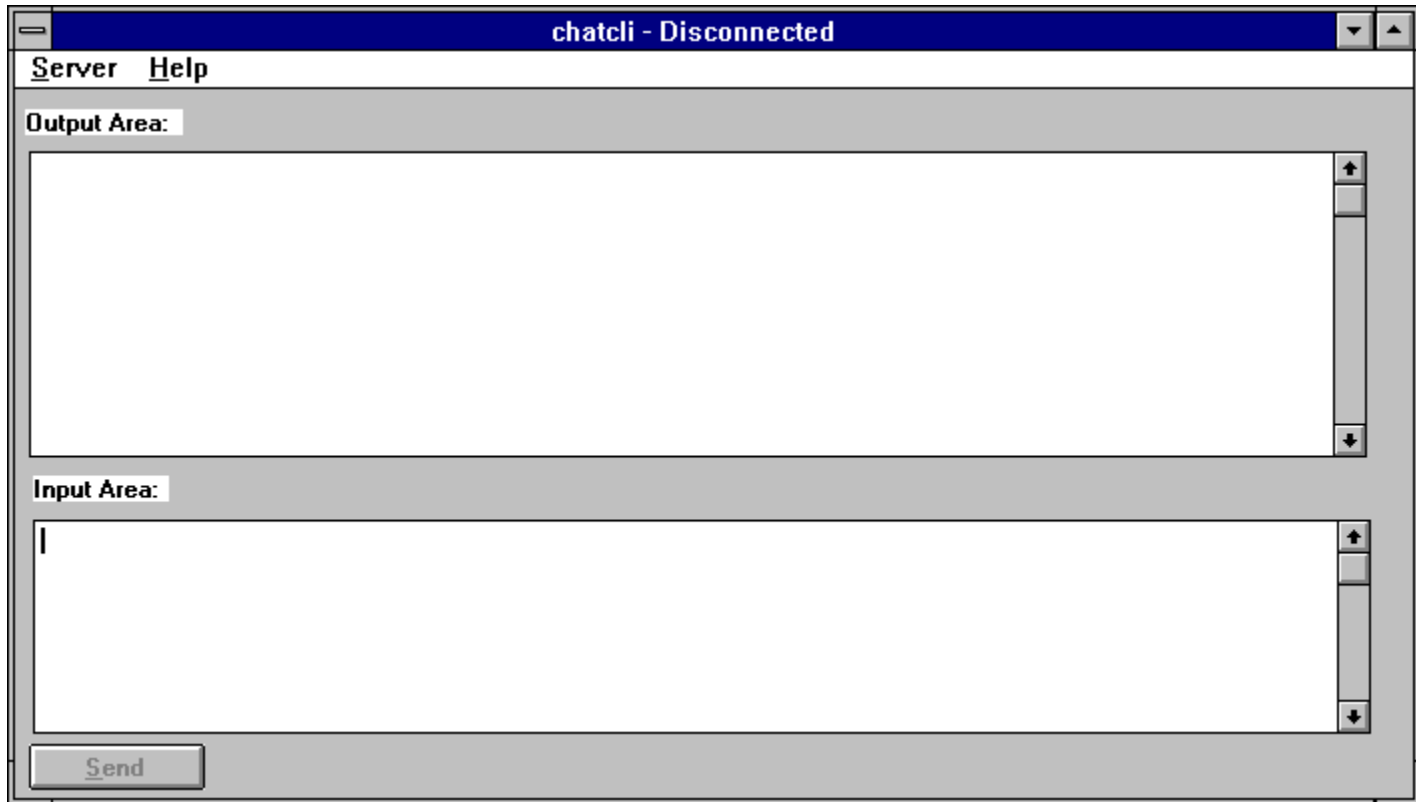 chatcli - Disconnected
Server Help
Output Area:
Input Area:
Send